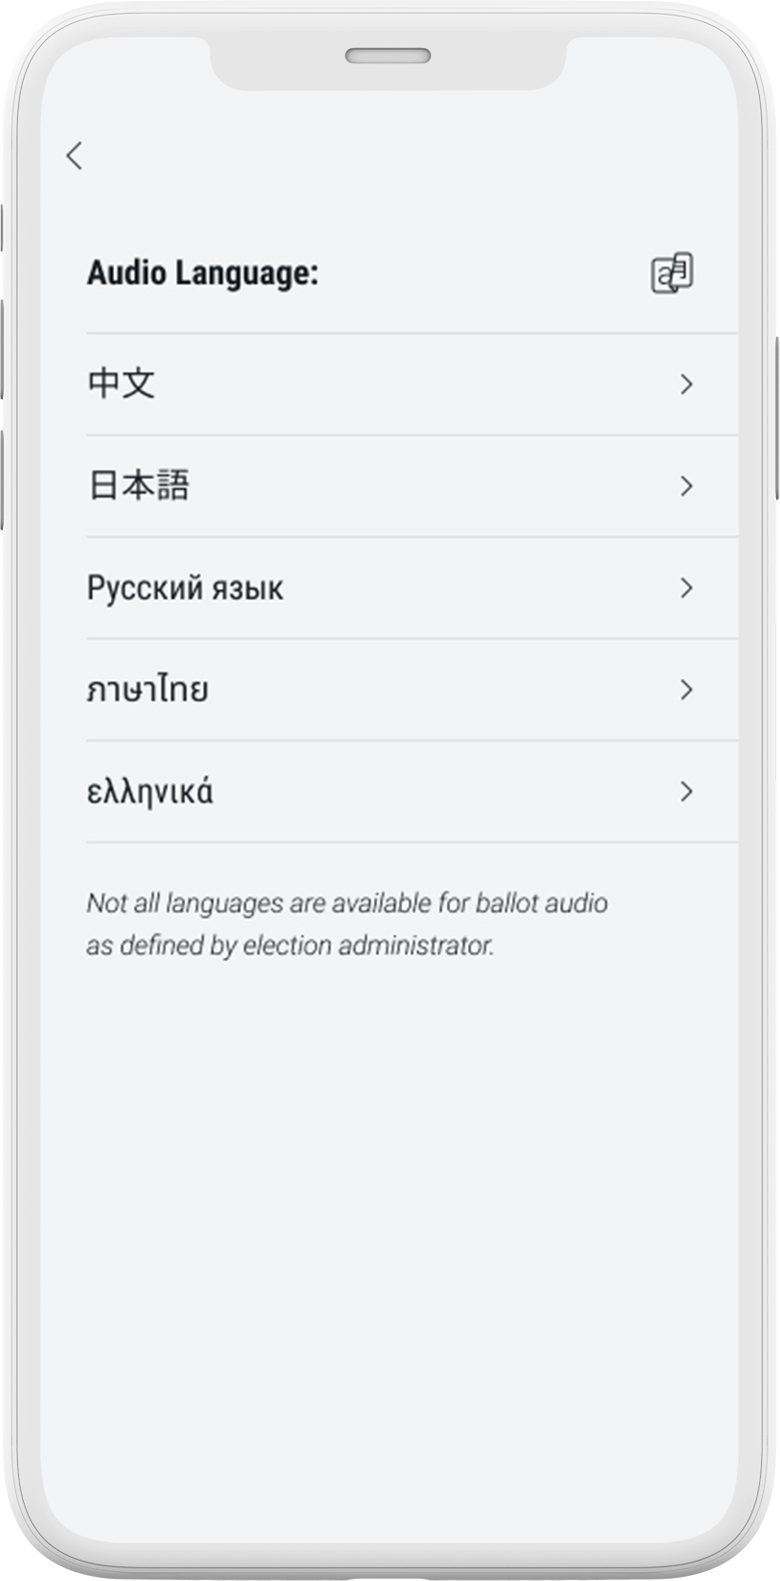 Audio Language:
中文
日本語
Русский язык
ภาษาไทย
ελληνικά
Not all languages are available for ballot audio
as defined by election administrator.